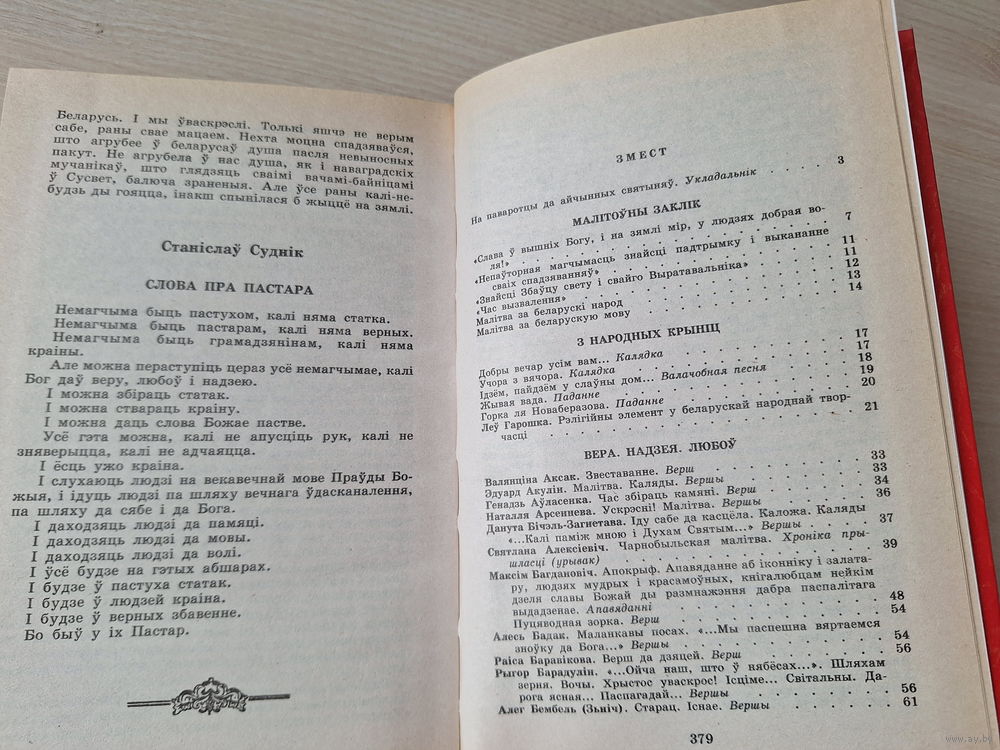 Беларусь. І мы ўваскрэслі. Толькі яшчэ не верым
сабе, раны свае мацаем. Нехта моцна спадзяваўся,
што агрубее ў беларусаў душа пасля невыносных
пакут. Не агрубела ў нас душа, як і наваградскіх
мучанікаў, што глядзяць сваімі вачамі-байніцамі
ў Сусвет, балюча зраненыя. Але ўсе раны калі-не-
будзь ды гояцца, інакш спынілася б жыццё на зямлі.
Станіслаў Суднік
СЛОВА ПРА ПАСТАРА
Немагчыма быць пастухом, калі няма статка.
Немагчыма быць пастарам, калі няма верных.
Немагчыма быць грамадзянінам, калі няма
краіны.
Але можна пераступіць цераз усё немагчымае, калі
Бог даў веру, любоў і надзею.
І можна збіраць статак.
І можна ствараць краіну.
І можна даць слова Божае пастве.
Усё гэта можна, калі не апусціць рук, калі не
зняверыцца, калі не адчаяцца.
І ёсць ужо краіна.
І слухаюць людзі на векавечнай мове Праўды Бо-
жыя, і ідуць людзі па шляху вечнага ўдасканалення,
па шляху да сябе і да Бога.
І даходзяць людзі да памяці.
І даходзяць людзі да мовы.
І даходзяць людзі да волі.
І ўсё будзе на гэтых абшарах.
І будзе ў пастуха статак.
І будзе ў людзей краіна.
І будзе ў верных збавенне.
Бо быў у іх Пастар.
ЗМЕСТ
На паваротцы да айчынных святыняў. Укладальнік . . . . 3
МАЛІТОЎНЫ ЗАКЛІК
«Слава ў вышніх Богу, і на зямлі мір, у людзях добрая во-
ля!» . . . . 7
«Непаўторная магчымасць знайсці падтрымку і выкананне
сваіх спадзяванняў» . . . . 11
«Знайсці Збаўцу свету і свайго Выратавальніка» . . . . 11
«Час вызвалення» . . . . 12
Малітва за беларускі народ . . . . 13
Малітва за беларускую мову . . . . 14
З НАРОДНЫХ КРЫНІЦ
Добры вечар усім вам... Калядка . . . . 17
Учора з вячора. Калядка . . . . 17
Ідзём, пайдзём у слаўны дом... Валачобная песня . . . . 18
Жывая вада. Паданне . . . . 19
Горка ля Новаберазова. Паданне . . . . 20
Леў Гарошка. Рэлігійны элемент у беларускай народнай твор-
часці . . . . 21
ВЕРА. НАДЗЕЯ. ЛЮБОЎ
Валянціна Аксак. Звеставанне. Верш . . . . 33
Эдуард Акулін. Малітва. Каляды. Вершы . . . . 33
Генадзь Аўласенка. Час збіраць камяні. Верш . . . . 34
Наталля Арсеннева. Ускрэсні! Малітва. Вершы . . . . 36
Данута Бічэль-Загнетава. Іду сабе да касцёла. Каложа. Каляды
«...Калі паміж мною і Духам Святым...» Вершы . . . . 37
Святлана Алексіевіч. Чарнобыльская малітва. Хроніка пры-
шласці (урывак) . . . . 39
Максім Багдановіч. Апокрыф. Апавяданне аб іконніку і залата-
ру, людзях мудрых і красамоўных, кнігалюбцу нейкім
дзеля славы Божай ды размнажэння дабра паспалітага
выдадзенае. Апавяданні . . . . 48
Пуцяводная зорка. Верш . . . . 54
Алесь Бадак. Маланкавы посах. «...Мы паспешна вяртаемся
зноўку да Бога...» Вершы . . . . 54
Раіса Баравікова. Верш да дзяцей. Верш . . . . 56
Рыгор Барадулін. «...Ойча наш, што ў нябёсах...». Шляхам
зерня. Вочы. Хрыстос уваскрос! Ісціме... Світальны. Да-
рога ясная... Паспагадай... Вершы . . . . 56
Алег Бембель (Зьніч). Старац. Існае. Вершы . . . . 61
379
www.ay.by